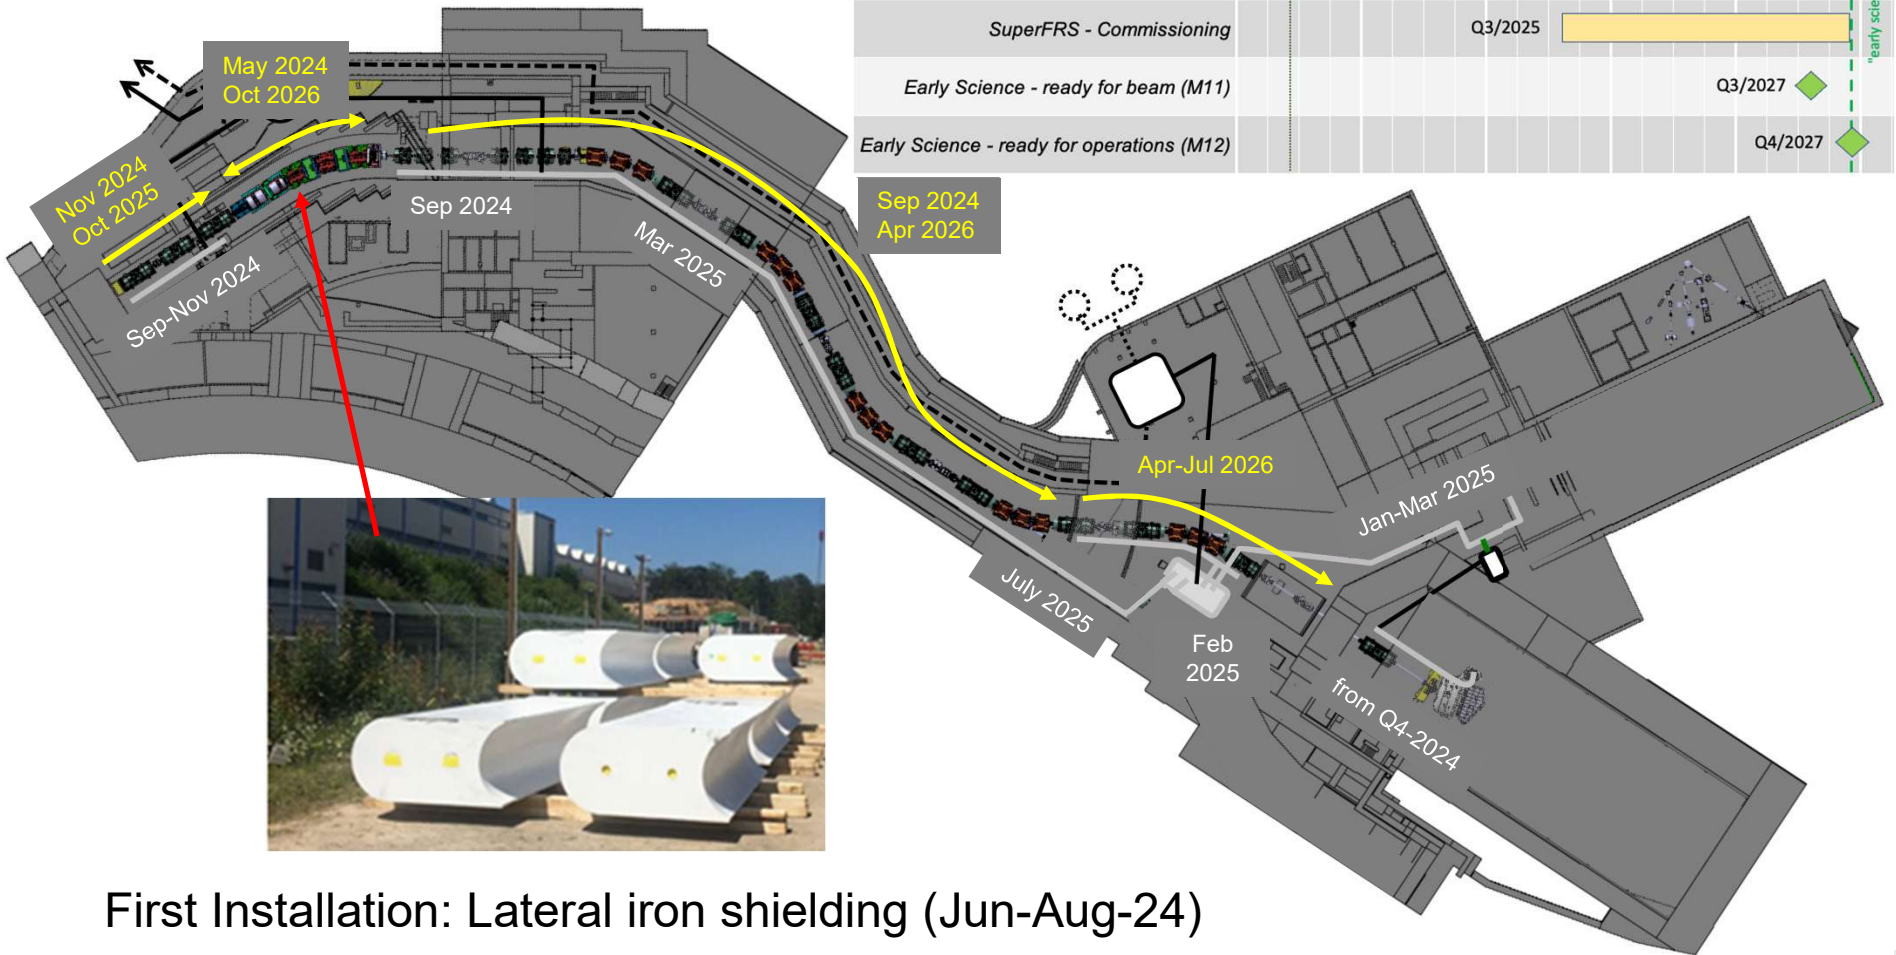 SuperFRS - Commissioning
Q3/2025
Early Science - ready for beam (M11)
Q3/2027
Early Science - ready for operations (M12)
Q4/2027
"early scie
May 2024
Oct 2026
Nov 2024
Oct 2025
Sep 2024
Sep-Nov 2024
Mar 2025
Sep 2024
Apr 2026
Apr-Jul 2026
Jan-Mar 2025
July 2025
Feb
2025
from Q4-2024
First Installation: Lateral iron shielding (Jun-Aug-24)